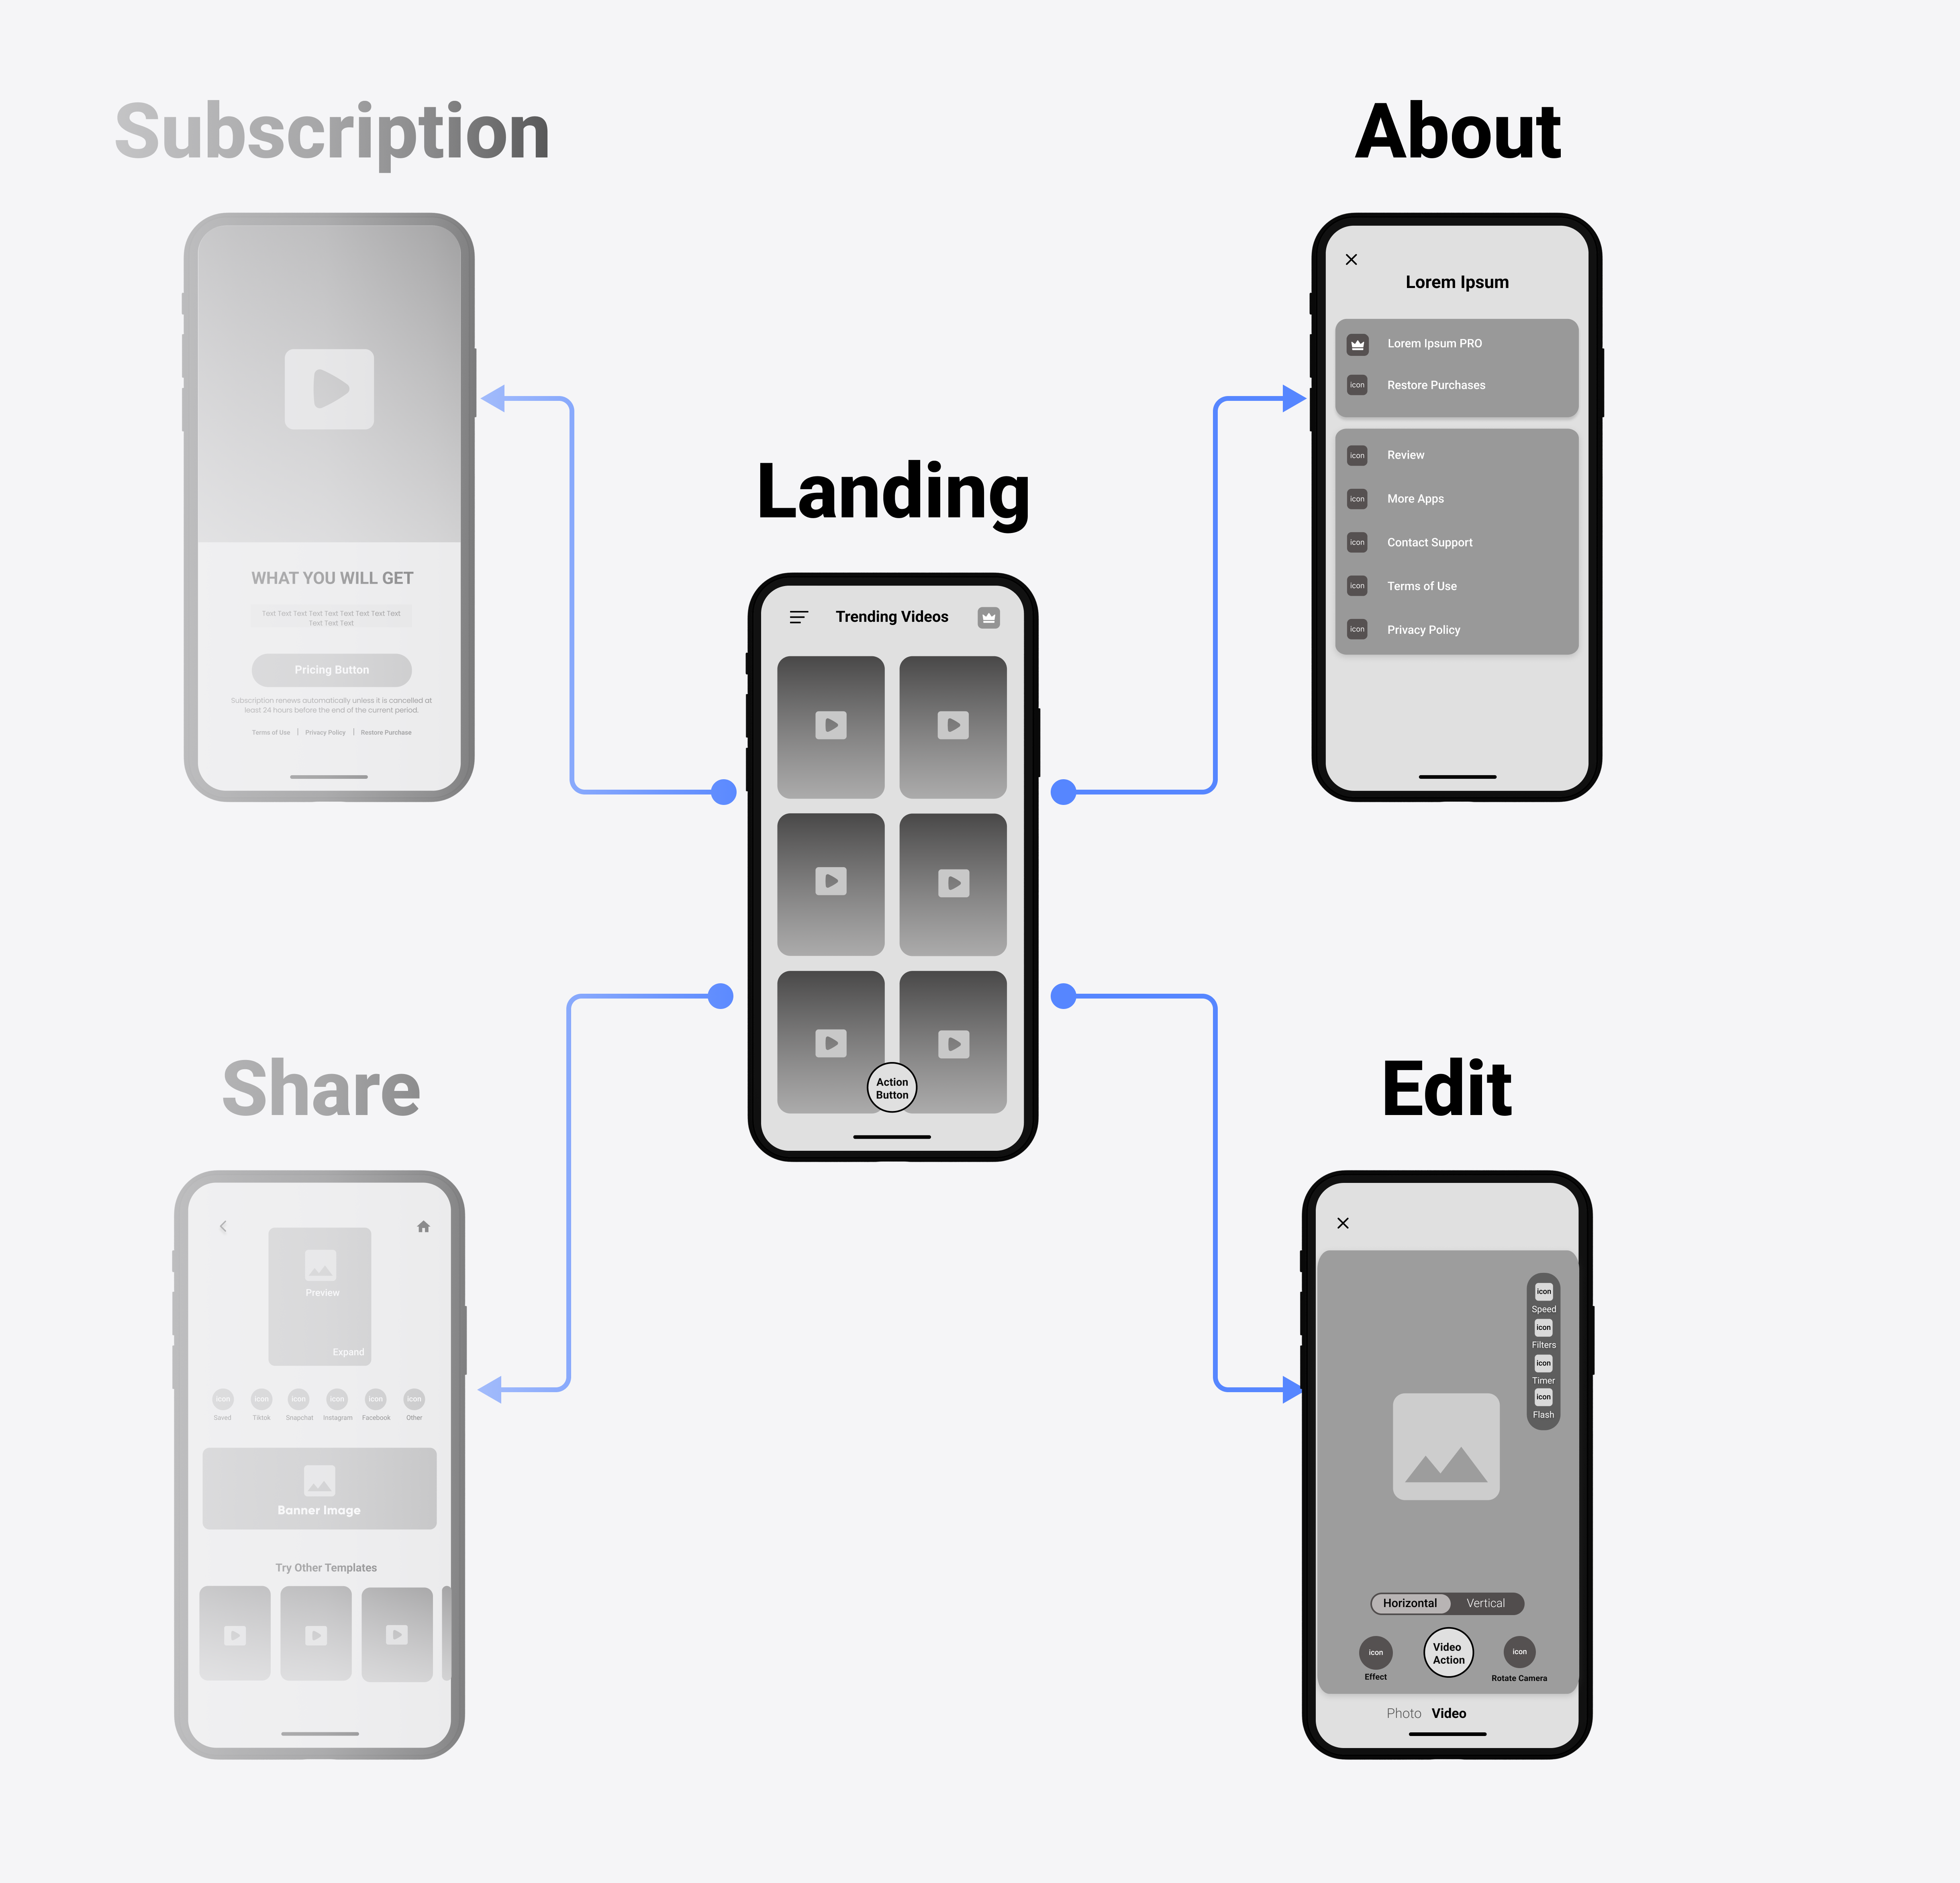 Subscription
WHAT YOU WILL GET
Text Text Text Text Text Text Text Text Text
Text Text Text
Pricing Button
Subscription renews automatically unless it is cancelled at
least 24 hours before the end of the current period.
Terms of Use | Privacy Policy | Restore Purchase
About
Lorem Ipsum
Lorem Ipsum PRO
icon Restore Purchases
icon Review
icon More Apps
icon Contact Support
icon Terms of Use
icon Privacy Policy
Landing
Trending Videos
Action
Button
Share
Preview
Expand
icon icon icon icon icon icon
Saved Tiktok Snapchat Instagram Facebook Other
Banner Image
Try Other Templates
Edit
icon
Speed
icon
Filters
icon
Timer
icon
Flash
Horizontal Vertical
icon
Effect
Video
Action
icon
Rotate Camera
Photo Video